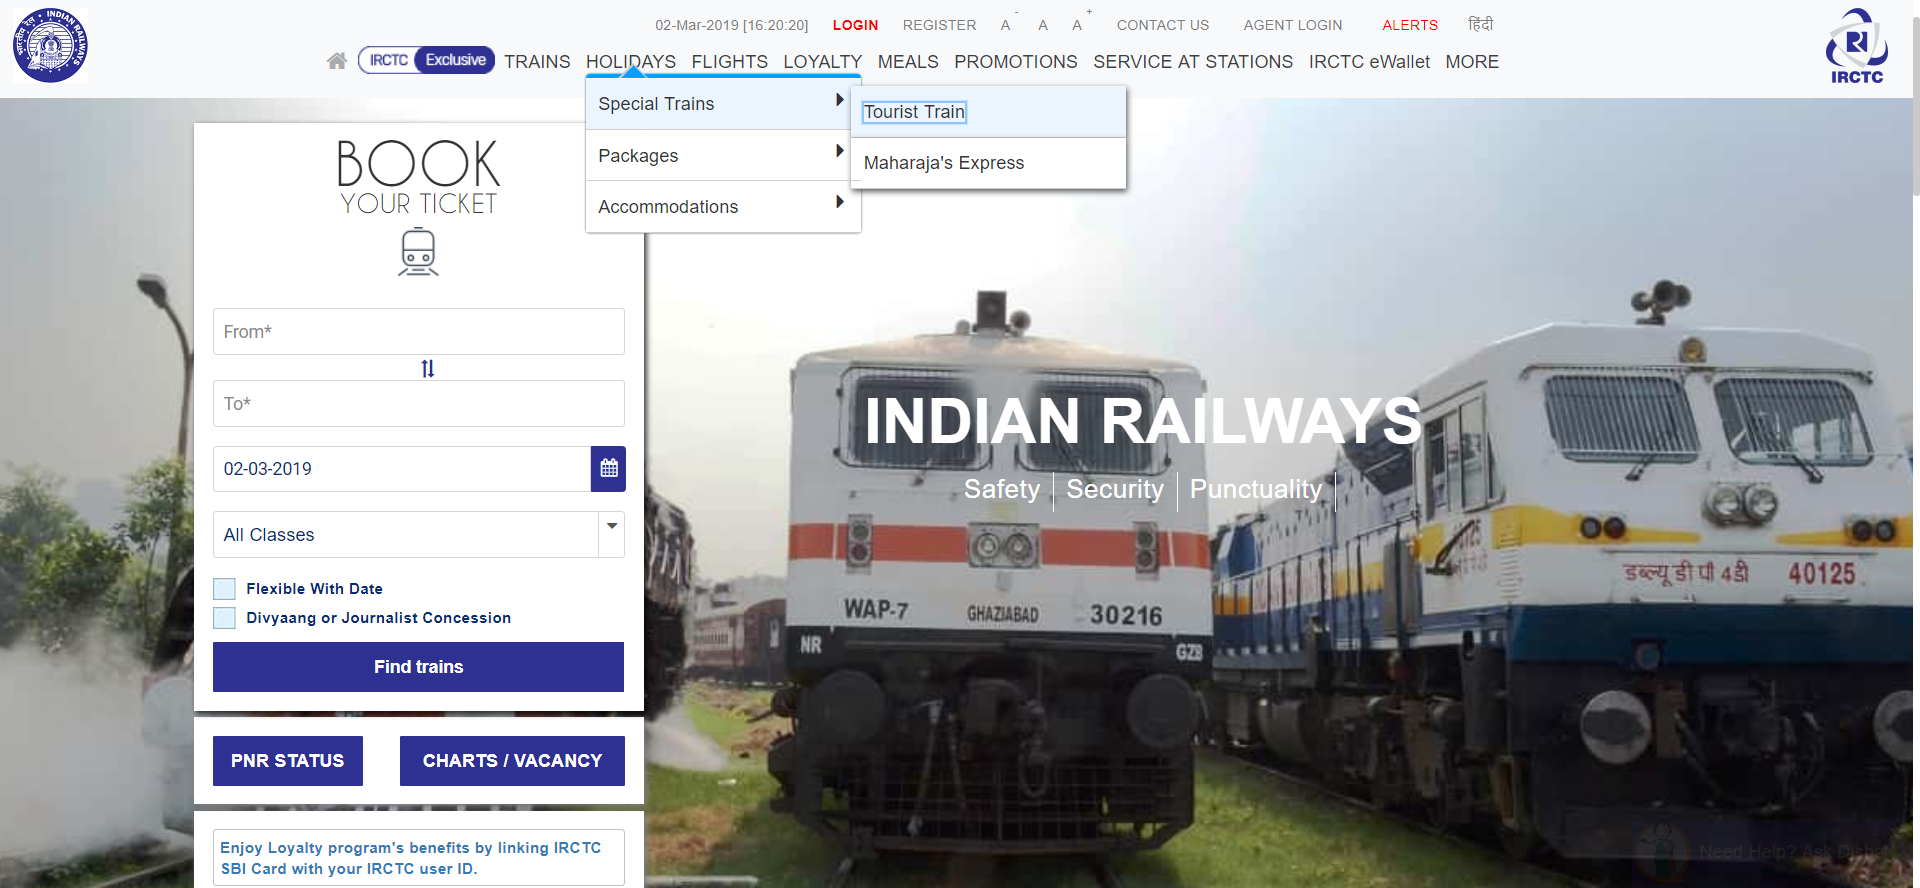 02-Mar-2019 [16:20:20] LOGIN REGISTER A- A A+ CONTACT US AGENT LOGIN ALERTS हिंदी
भारतीय रेल INDIAN RAILWAYS
IRCTC Exclusive TRAINS HOLIDAYS FLIGHTS LOYALTY MEALS PROMOTIONS SERVICE AT STATIONS IRCTC eWallet MORE
IRCTC
Special Trains
Packages
Accommodations
Tourist Train
Maharaja's Express
BOOK
YOUR TICKET
From*
To*
02-03-2019
All Classes
Flexible With Date
Divyaang or Journalist Concession
Find trains
PNR STATUS CHARTS / VACANCY
Enjoy Loyalty program's benefits by linking IRCTC
SBI Card with your IRCTC user ID.
INDIAN RAILWAYS
Safety Security Punctuality
WAP-7 GHAZIABAD 30216
NR GZB
40125
डब्ल्यू डी पी 4डी 40125
Need Help? Ask Disha